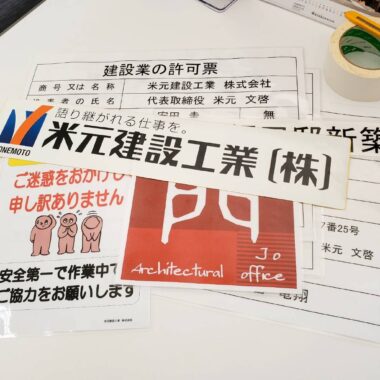 建設業の許可票
商号又は名称 米元建設工業 株式会社
者の氏名 代表取締役 米元 文啓
無
語り継がれる仕事を。
米元建設工業〔株〕
ONEMOTO
邸新築
ご迷惑をおかけし
申し訳ありません
安全第一で作業中で
ご協力をお願いします
Jo
Architectural office
7番25号
米元 文啓